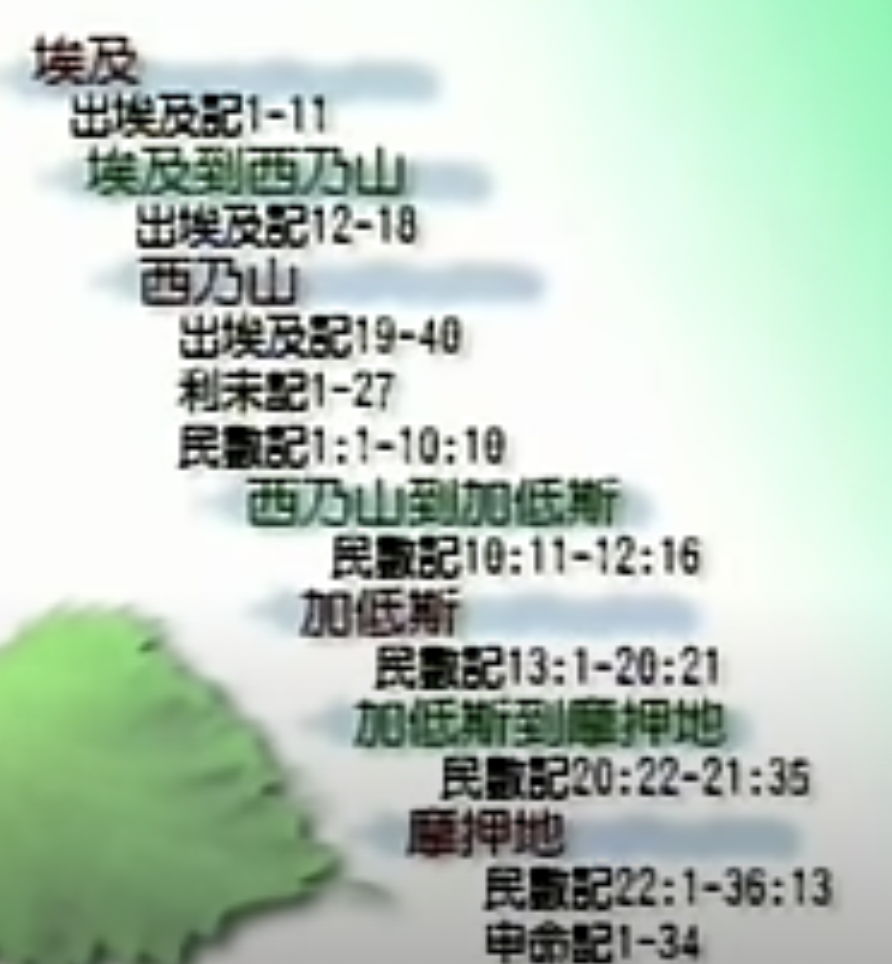 埃及
出埃及記1-11
埃及到西乃山
出埃及記12-18
西乃山
出埃及記19-40
利未記1-27
民數記1:1-10:10
西乃山到加低斯
民數記10:11-12:16
加低斯
民數記13:1-20:21
加低斯到摩押地
民數記20:22-21:35
摩押地
民數記22:1-36:13
申命記1-34